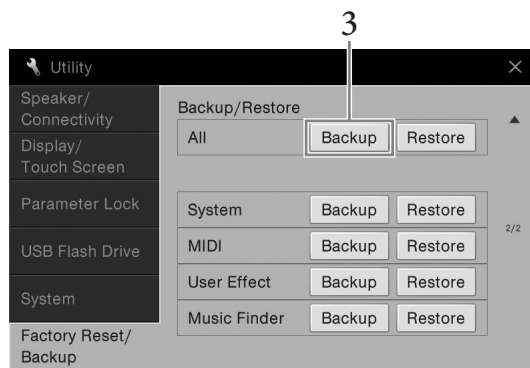 3
Utility
Speaker/
Connectivity
Display/
Touch Screen
Parameter Lock
USB Flash Drive
System
Factory Reset/
Backup
Backup/Restore
All Backup Restore
System Backup Restore
MIDI Backup Restore
User Effect Backup Restore
Music Finder Backup Restore
2/2